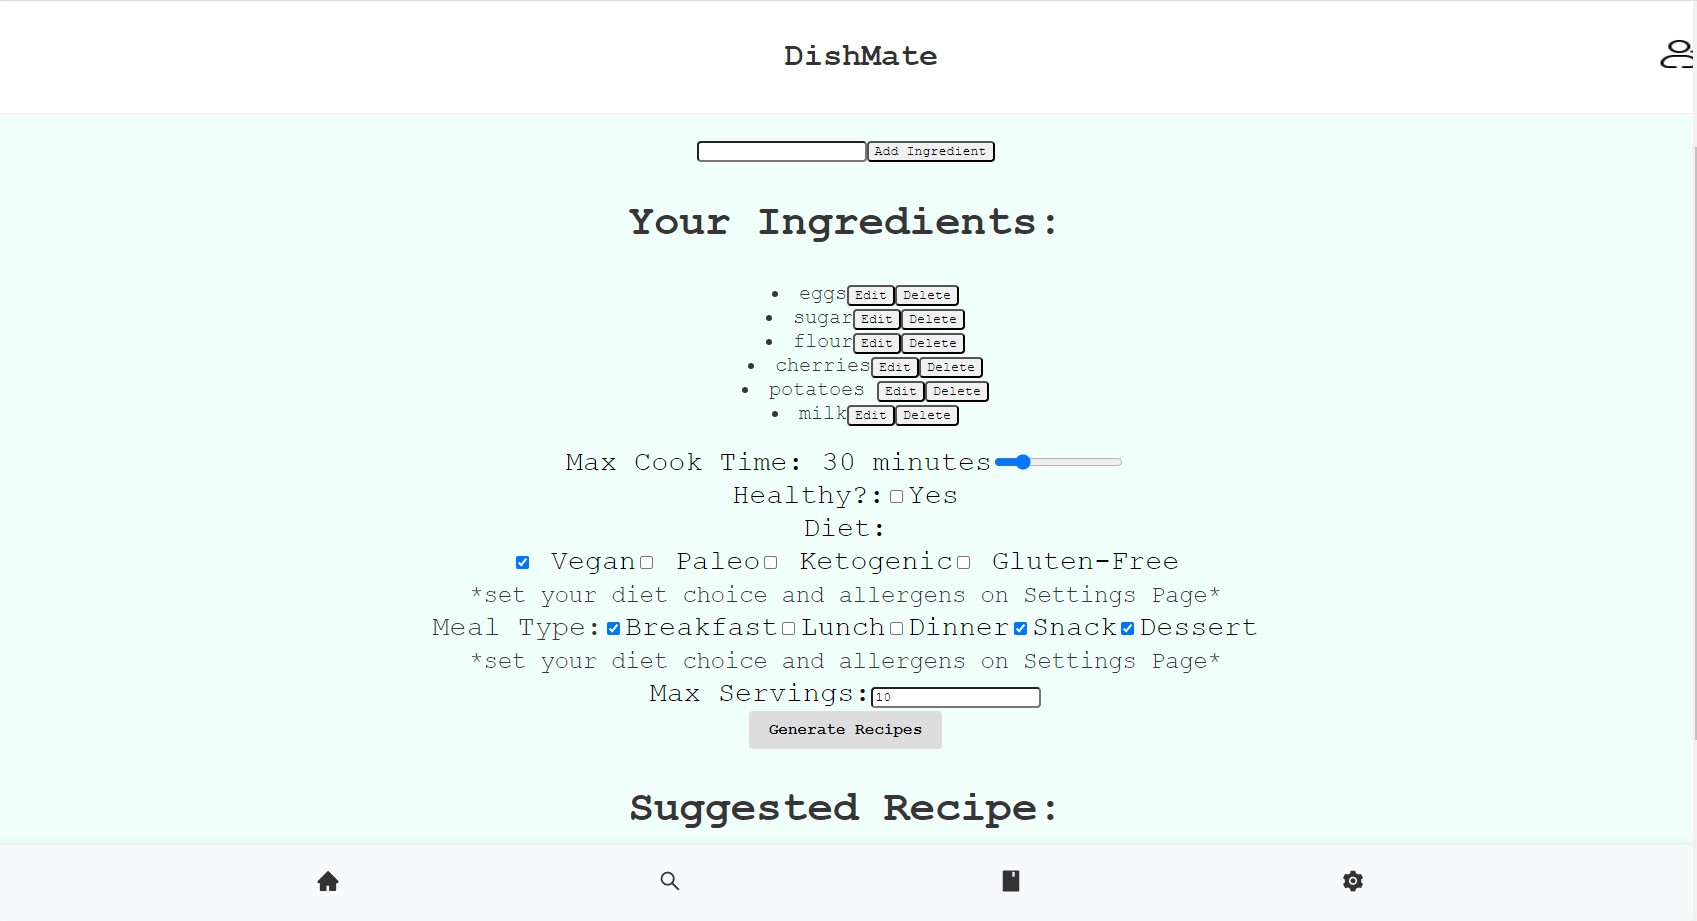 DishMate
Add Ingredient
Your Ingredients:
eggs Edit Delete
sugar Edit Delete
flour Edit Delete
cherries Edit Delete
potatoes Edit Delete
milk Edit Delete
Max Cook Time: 30 minutes
Healthy?: Yes
Diet:
Vegan Paleo Ketogenic Gluten-Free
*set your diet choice and allergens on Settings Page*
Meal Type: Breakfast Lunch Dinner Snack Dessert
*set your diet choice and allergens on Settings Page*
Max Servings: 10
Generate Recipes
Suggested Recipe: